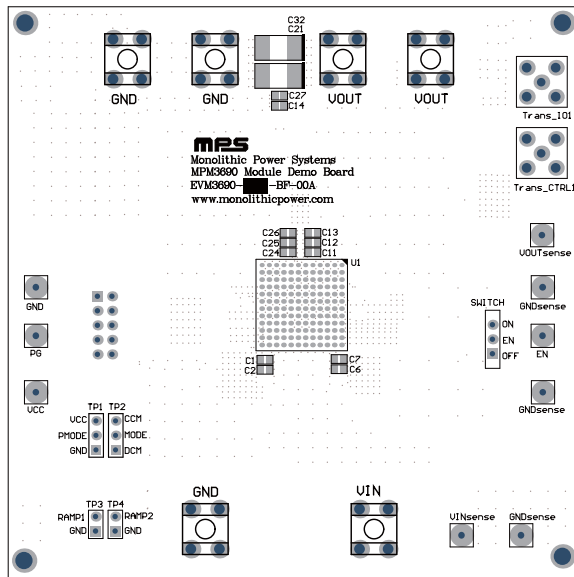 C32
C21
GND
GND
VOUT
VOUT
C27
C14
Trans_IO1
Trans_CTRL1
MPS
Monolithic Power Systems
MPM3690 Module Demo Board
EVM3690-
-BF-00A
www.monolithicpower.com
C26
C13
C25
C12
C24
C11
U1
VOUTsense
GND
GNDsense
SWITCH
ON
EN
OFF
PG
EN
C1
C7
C2
C6
VCC
GNDsense
TP1
TP2
VCC
CCM
PMODE
MODE
GND
DCM
GND
VIN
TP3
TP4
RAMP1
RAMP2
GND
GND
VINsense
GNDsense